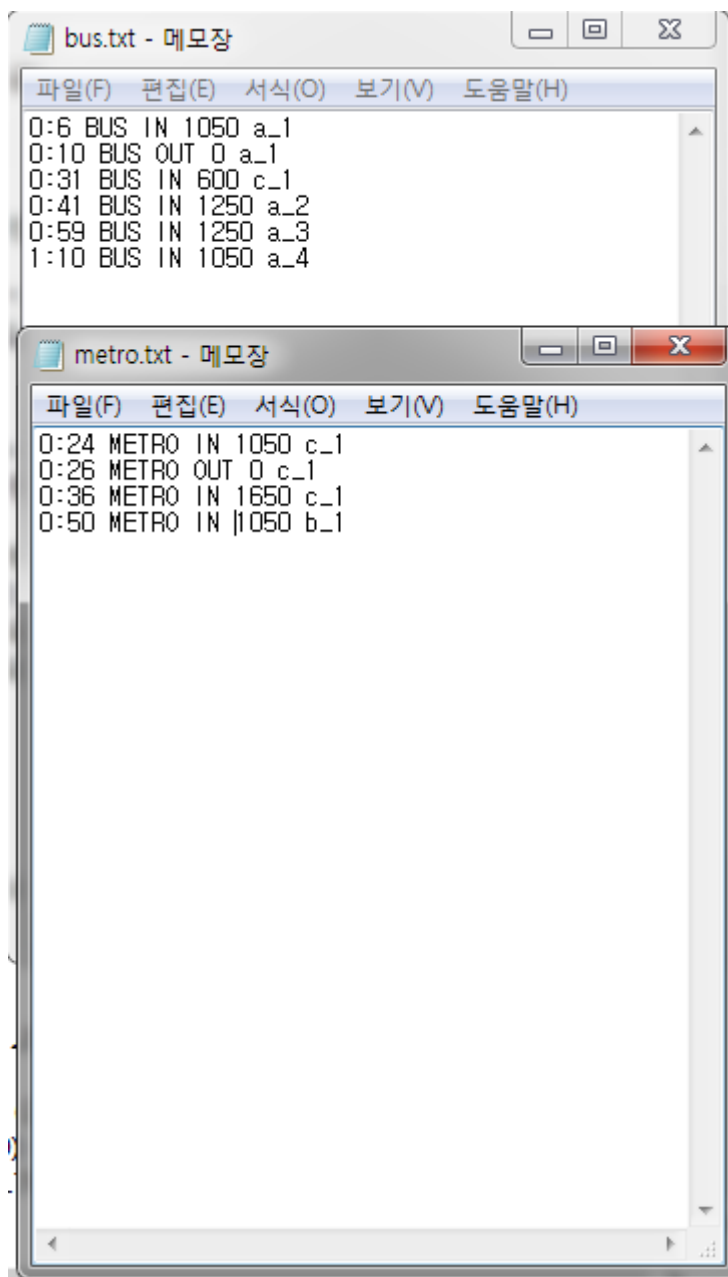 bus.txt - 메모장
파일(F) 편집(E) 서식(O) 보기(V) 도움말(H)
0:6 BUS IN 1050 a_1
0:10 BUS OUT 0 a_1
0:31 BUS IN 600 c_1
0:41 BUS IN 1250 a_2
0:59 BUS IN 1250 a_3
1:10 BUS IN 1050 a_4
metro.txt - 메모장
파일(F) 편집(E) 서식(O) 보기(V) 도움말(H)
0:24 METRO IN 1050 c_1
0:26 METRO OUT 0 c_1
0:36 METRO IN 1650 c_1
0:50 METRO IN 1050 b_1